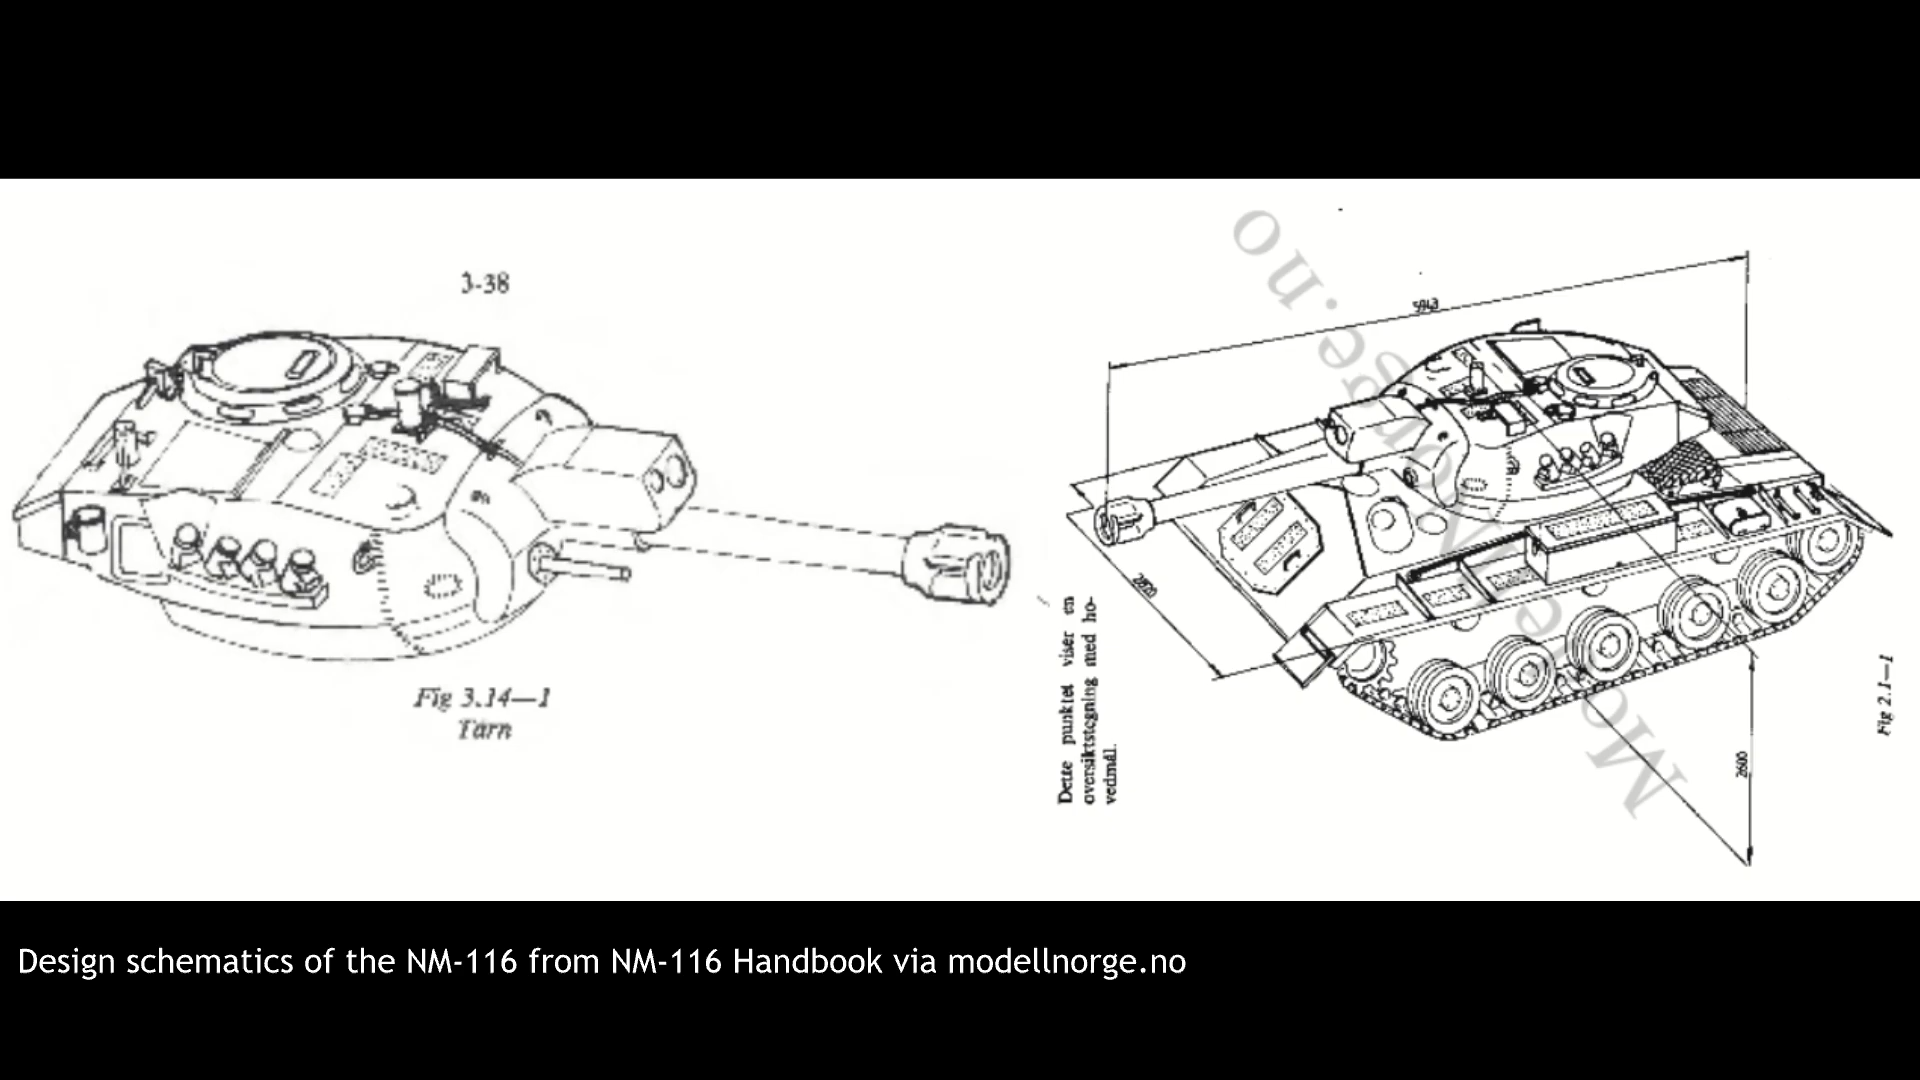 3-38
Fig 3.14—1
Tårn
5943
2600
Dette punktet viser en
oversiktstegning med ho-
vedmål.
Fig 2.1—1
ModellNorge.no
Design schematics of the NM-116 from NM-116 Handbook via modellnorge.no